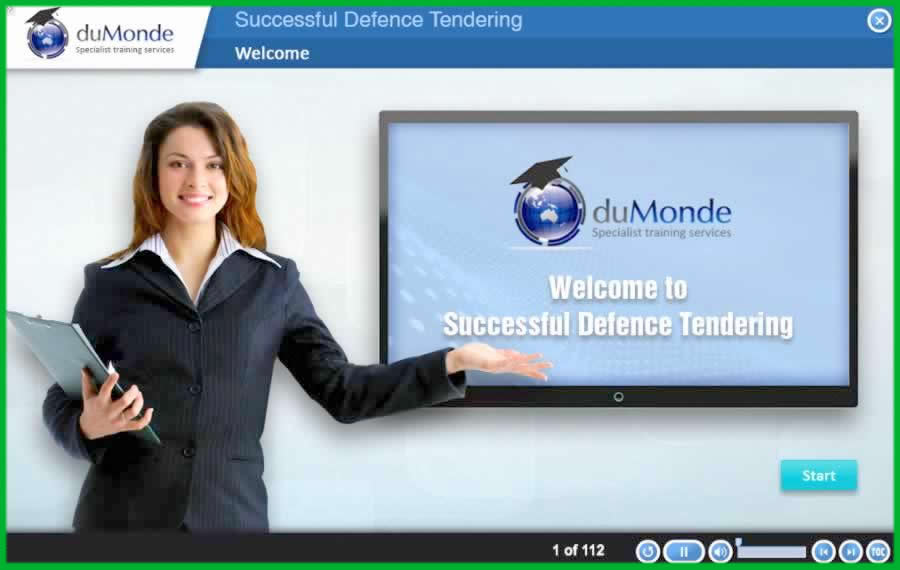 duMonde
Specialist training services
Successful Defence Tendering
Welcome
duMonde
Specialist training services
Welcome to
Successful Defence Tendering
Start
1 of 112
TOC